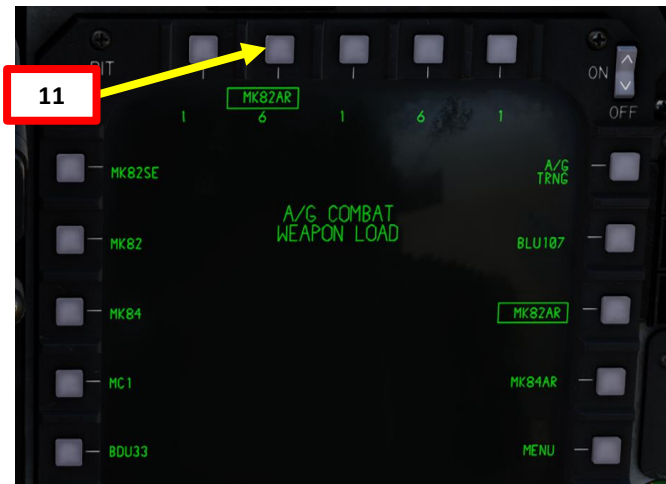 11
ON
OFF
MK82AR
1 6 1 6 1
MK82SE
A/G
TRNG
A/G COMBAT
WEAPON LOAD
MK82
BLU107
MK84
MK82AR
MC1
MK84AR
BDU33
MENU